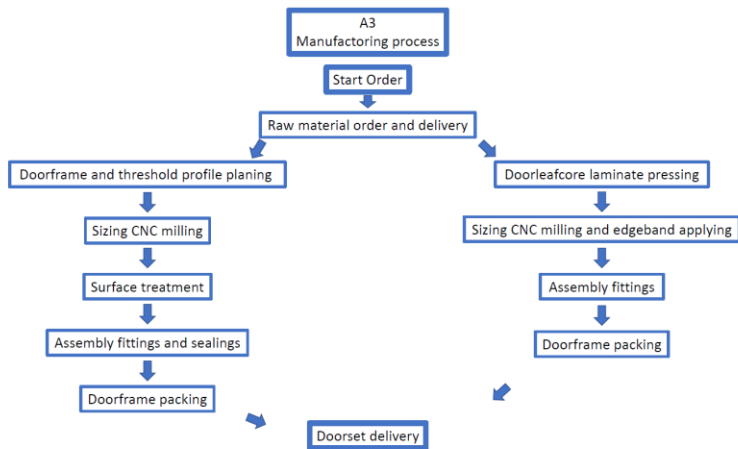 A3
Manufactoring process
Start Order
Raw material order and delivery
Doorframe and threshold profile planing
Doorleafcore laminate pressing
Sizing CNC milling
Sizing CNC milling and edgeband applying
Surface treatment
Assembly fittings
Assembly fittings and sealings
Doorframe packing
Doorframe packing
Doorset delivery